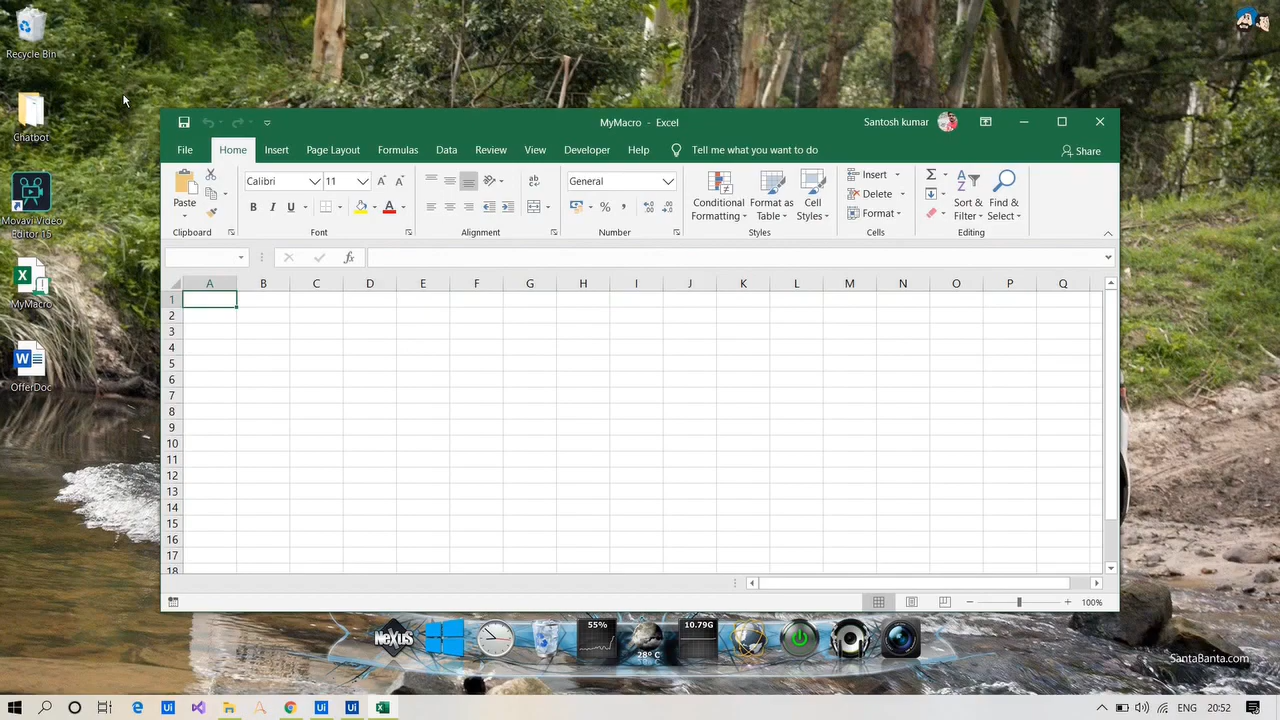 Recycle Bin
Chatbot
Movavi Video
Editor 15
MyMacro
OfferDoc
MyMacro - Excel
Santosh kumar
File Home Insert Page Layout Formulas Data Review View Developer Help Tell me what you want to do Share
Paste
Clipboard
Calibri 11
B I U A
Font
ab
Alignment
General
% ,
Number
Conditional
Formatting
Format as
Table
Cell
Styles
Styles
Insert
Delete
Format
Cells
Sort &
Filter
Find &
Select
Editing
fx
A B C D E F G H I J K L M N O P Q
1
2
3
4
5
6
7
8
9
10
11
12
13
14
15
16
17
18
100%
NeXuS
55%
28° C
10.79G
SantaBanta.com
Ui
Ui
Ui
ENG
20:52